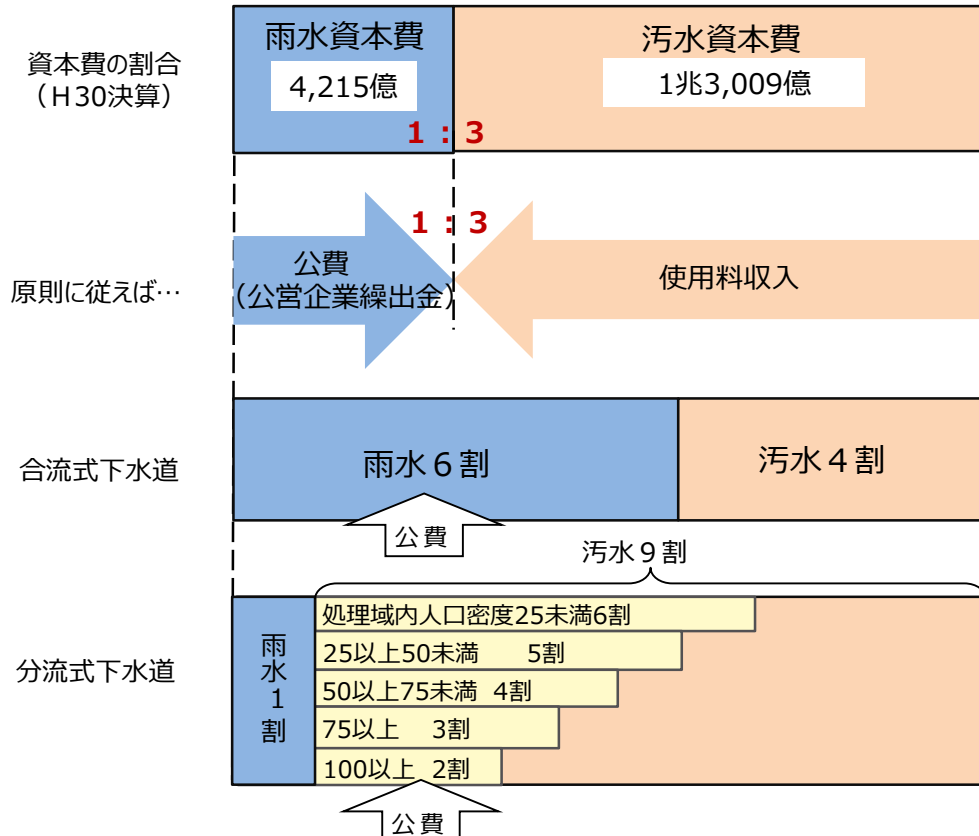 資本費の割合
（Ｈ30決算）
雨水資本費
4,215億
汚水資本費
1兆3,009億
1 : 3
1 : 3
原則に従えば…
公費
（公営企業繰出金）
使用料収入
合流式下水道
雨水６割
汚水４割
公費
汚水９割
分流式下水道
雨水１割
処理域内人口密度25未満6割
25以上50未満 5割
50以上75未満 4割
75以上 3割
100以上 2割
公費